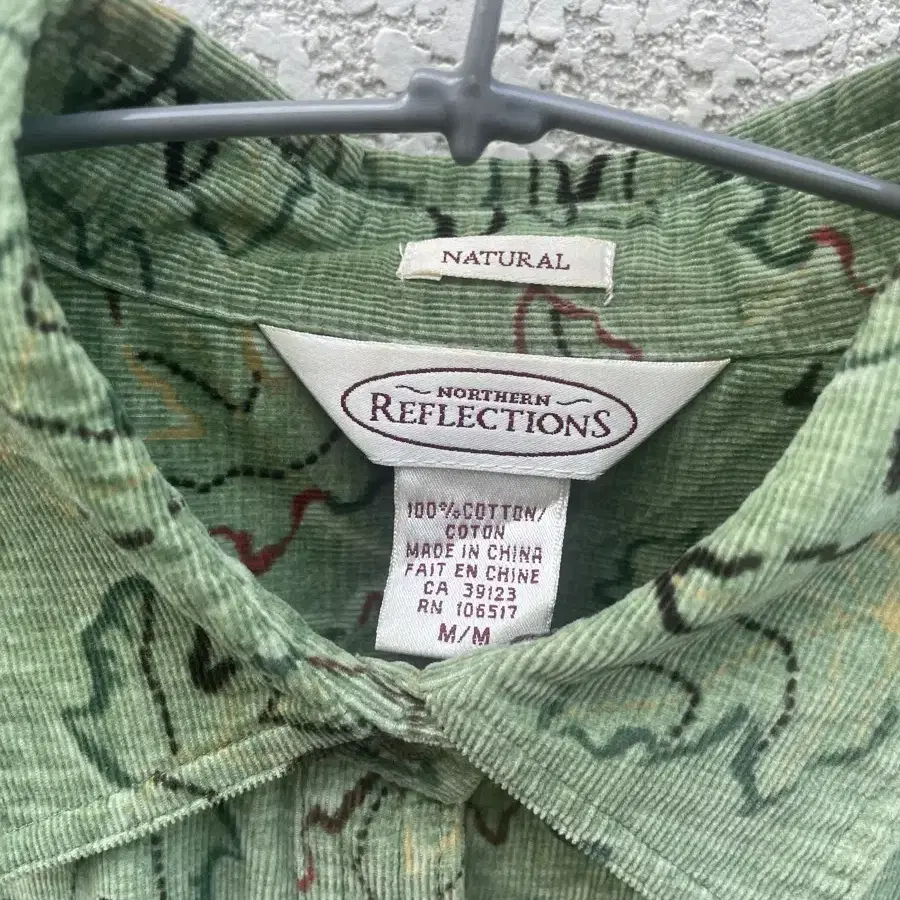 NATURAL
NORTHERN
REFLECTIONS
100%COTTON/
COTON
MADE IN CHINA
FAIT EN CHINE
CA 39123
RN 106517
M/M